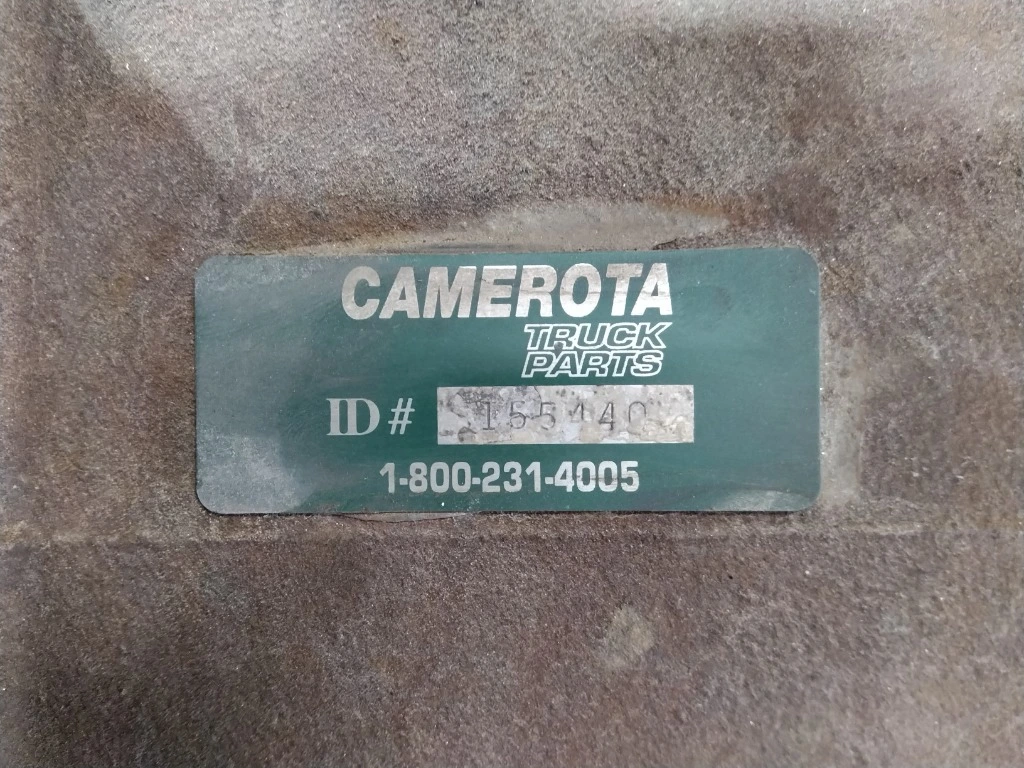 CAMEROTA
TRUCK
PARTS
ID # 155440
1-800-231-4005